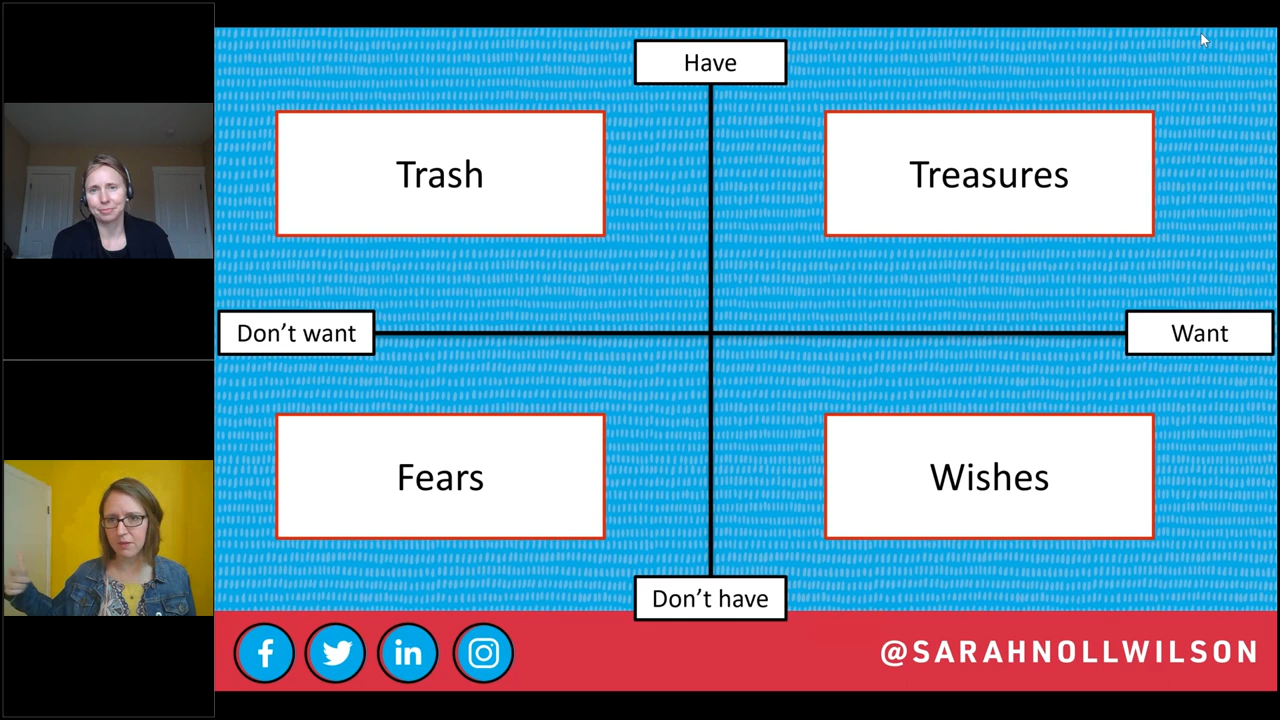 Have
Trash
Treasures
Don’t want
Want
Fears
Wishes
Don’t have
@SARAHNOLLWILSON